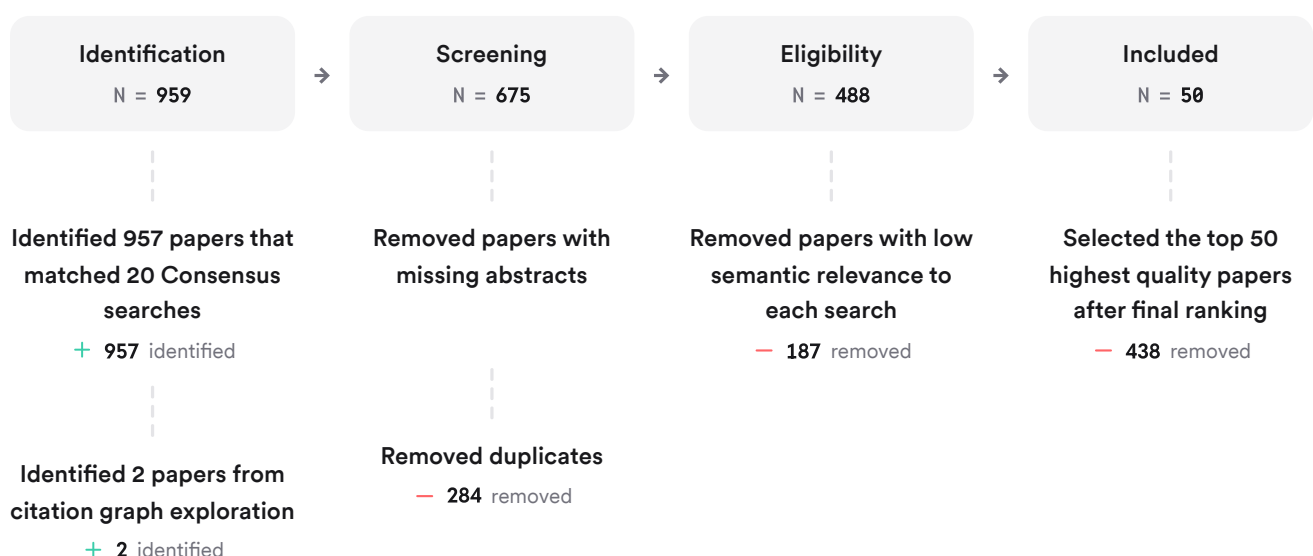 Identification
N = 959
Screening
N = 675
Eligibility
N = 488
Included
N = 50
Identified 957 papers that
matched 20 Consensus
searches
+ 957 identified
Identified 2 papers from
citation graph exploration
+ 2 identified
Removed papers with
missing abstracts
Removed duplicates
− 284 removed
Removed papers with low
semantic relevance to
each search
− 187 removed
Selected the top 50
highest quality papers
after final ranking
− 438 removed